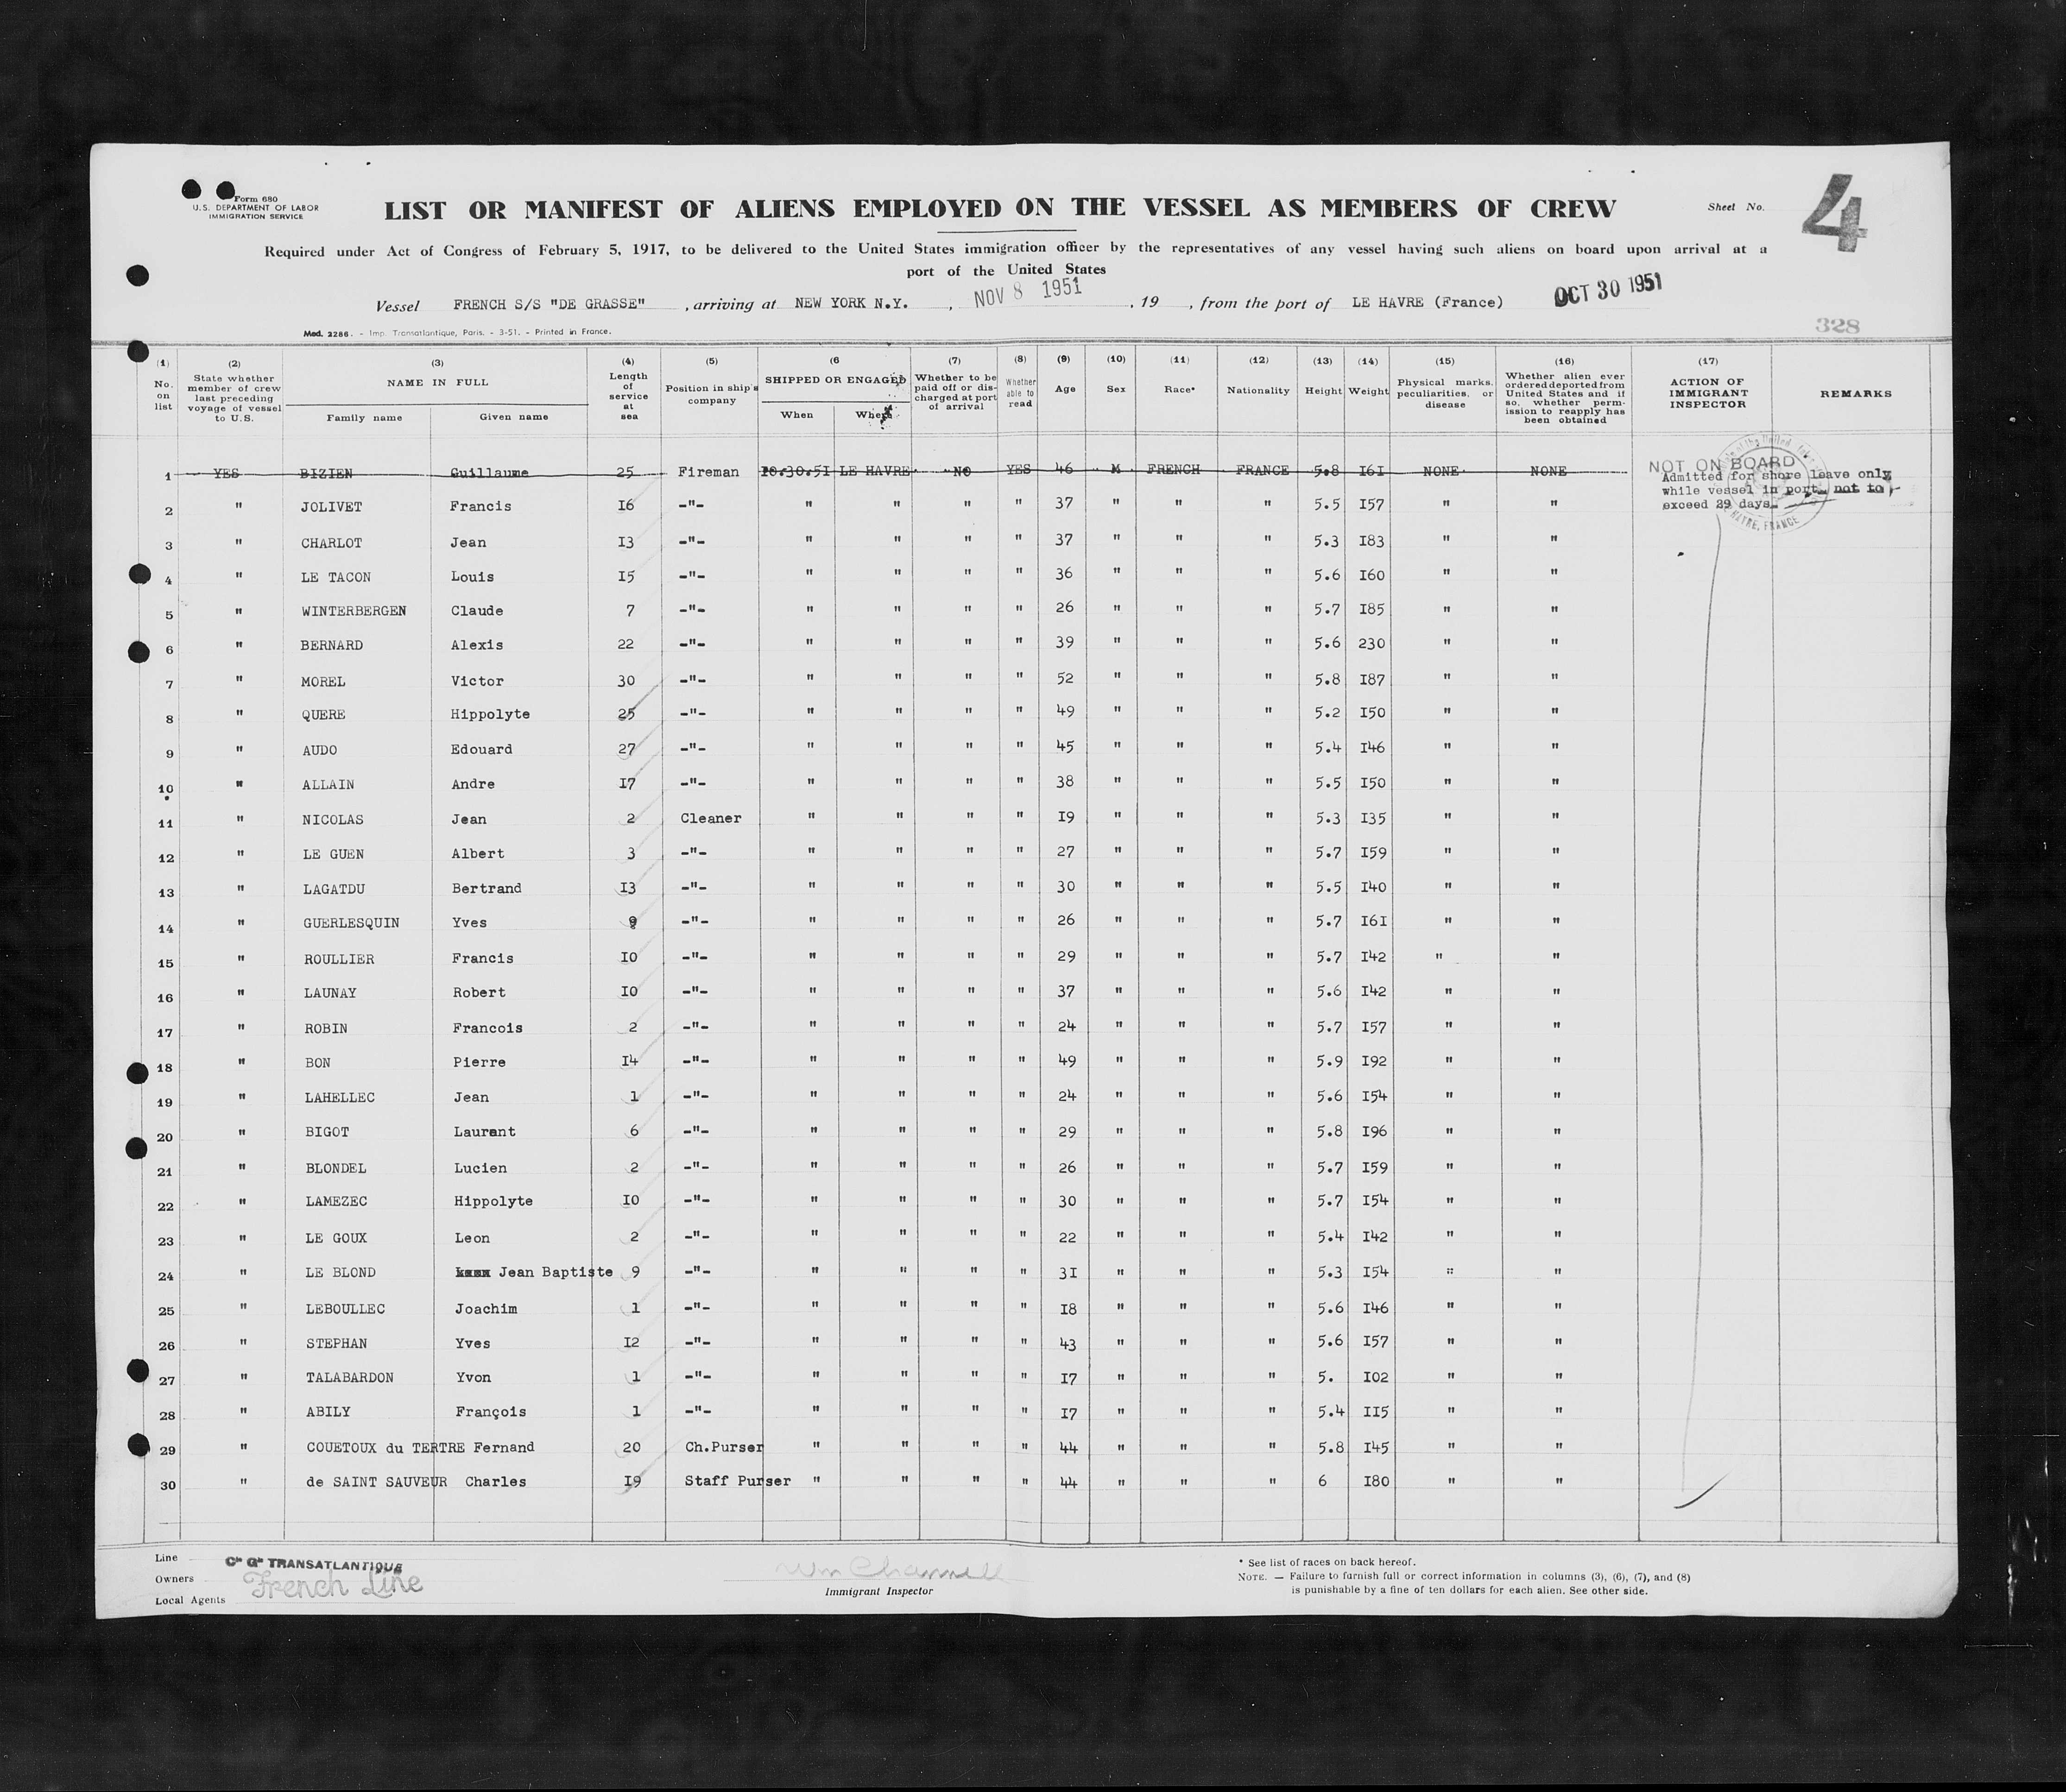 Form 680
U.S. DEPARTMENT OF LABOR
IMMIGRATION SERVICE
LIST OR MANIFEST OF ALIENS EMPLOYED ON THE VESSEL AS MEMBERS OF CREW
Sheet No. 4
Required under Act of Congress of February 5, 1917, to be delivered to the United States immigration officer by the representatives of any vessel having such aliens on board upon arrival at a
port of the United States
Vessel FRENCH S/S "DE GRASSE" , arriving at NEW YORK N.Y. , NOV 8 1951 , 19 , from the port of LE HAVRE (France) OCT 30 1951
Mod. 2286. - Imp. Transatlantique, Paris. - 3-51. - Printed in France.
328
(1) (2) (3) (4) (5) (6 (7) (8) (9) (10) (11) (12) (13) (14) (15) (16) (17)
No. on list
State whether member of crew last preceding voyage of vessel to U.S.
NAME IN FULL
Family name Given name
Length of service at sea
Position in ship's company
SHIPPED OR ENGAGED
When Where
Whether to be paid off or discharged at port of arrival
Whether able to read
Age
Sex
Race*
Nationality
Height
Weight
Physical marks, peculiarities, or disease
Whether alien ever ordered deported from United States and if so, whether permission to reapply has been obtained
ACTION OF IMMIGRANT INSPECTOR
REMARKS
1 YES BIZIEN Guillaume 25 Fireman 10.30.51 LE HAVRE NO YES 46 M FRENCH FRANCE 5.8 161 NONE NONE
NOT ON BOARD
Admitted for shore leave only
while vessel in port, not to
exceed 29 days.
HAVRE, FRANCE
2 " JOLIVET Francis 16 -"- " " " " 37 " " " 5.5 157 " "
3 " CHARLOT Jean 13 -"- " " " " 37 " " " 5.3 183 " "
4 " LE TACON Louis 15 -"- " " " " 36 " " " 5.6 160 " "
5 " WINTERBERGEN Claude 7 -"- " " " " 26 " " " 5.7 185 " "
6 " BERNARD Alexis 22 -"- " " " " 39 " " " 5.6 230 " "
7 " MOREL Victor 30 -"- " " " " 52 " " " 5.8 187 " "
8 " QUERE Hippolyte 25 -"- " " " " 49 " " " 5.2 150 " "
9 " AUDO Edouard 27 -"- " " " " 45 " " " 5.4 146 " "
10 " ALLAIN Andre 17 -"- " " " " 38 " " " 5.5 150 " "
11 " NICOLAS Jean 2 Cleaner " " " " 19 " " " 5.3 135 " "
12 " LE GUEN Albert 3 -"- " " " " 27 " " " 5.7 159 " "
13 " LAGATDU Bertrand 13 -"- " " " " 30 " " " 5.5 140 " "
14 " GUERLESQUIN Yves 9 -"- " " " " 26 " " " 5.7 161 " "
15 " ROULLIER Francis 10 -"- " " " " 29 " " " 5.7 142 " "
16 " LAUNAY Robert 10 -"- " " " " 37 " " " 5.6 142 " "
17 " ROBIN Francois 2 -"- " " " " 24 " " " 5.7 157 " "
18 " BON Pierre 14 -"- " " " " 49 " " " 5.9 192 " "
19 " LAHELLEC Jean 1 -"- " " " " 24 " " " 5.6 154 " "
20 " BIGOT Laurent 6 -"- " " " " 29 " " " 5.8 196 " "
21 " BLONDEL Lucien 2 -"- " " " " 26 " " " 5.7 159 " "
22 " LAMEZEC Hippolyte 10 -"- " " " " 30 " " " 5.7 154 " "
23 " LE GOUX Leon 2 -"- " " " " 22 " " " 5.4 142 " "
24 " LE BLOND Jean Baptiste 9 -"- " " " " 31 " " " 5.3 154 " "
25 " LEBOULLEC Joachim 1 -"- " " " " 18 " " " 5.6 146 " "
26 " STEPHAN Yves 12 -"- " " " " 43 " " " 5.6 157 " "
27 " TALABARDON Yvon 1 -"- " " " " 17 " " " 5. 102 " "
28 " ABILY François 1 -"- " " " " 17 " " " 5.4 115 " "
29 " COUETOUX du TERTRE Fernand 20 Ch.Purser " " " " 44 " " " 5.8 145 " "
30 " de SAINT SAUVEUR Charles 19 Staff Purser " " " " 44 " " " 6 180 " "
Line Cie Gle TRANSATLANTIQUE
Owners French Line
Local Agents
Wm Channell
Immigrant Inspector
* See list of races on back hereof.
NOTE. — Failure to furnish full or correct information in columns (3), (6), (7), and (8)
is punishable by a fine of ten dollars for each alien. See other side.